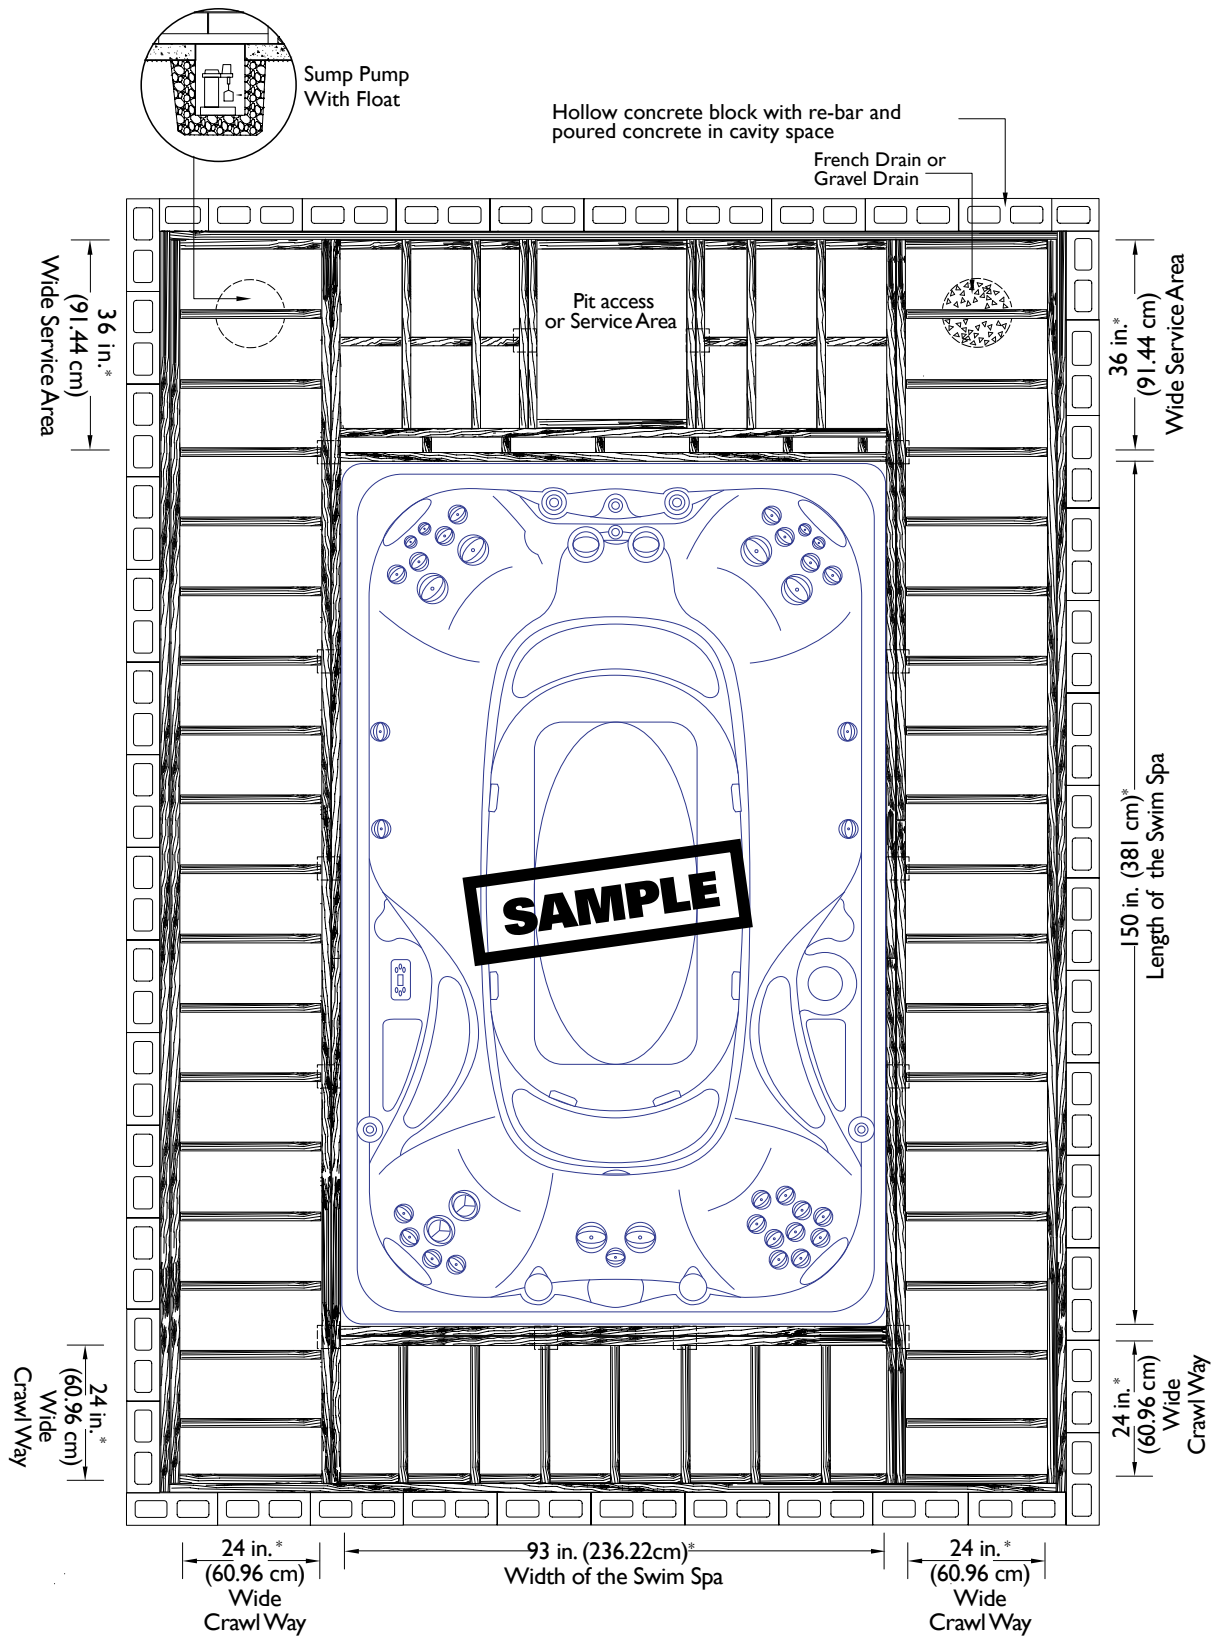 Sump Pump
With Float
Hollow concrete block with re-bar and
poured concrete in cavity space
French Drain or
Gravel Drain
36 in.*
(91.44 cm)
Wide Service Area
Pit access
or Service Area
36 in.*
(91.44 cm)
Wide Service Area
150 in. (381 cm)*
Length of the Swim Spa
SAMPLE
24 in.*
(60.96 cm)
Wide
Crawl Way
24 in.*
(60.96 cm)
Wide
Crawl Way
24 in.*
(60.96 cm)
Wide
Crawl Way
93 in. (236.22cm)*
Width of the Swim Spa
24 in.*
(60.96 cm)
Wide
Crawl Way